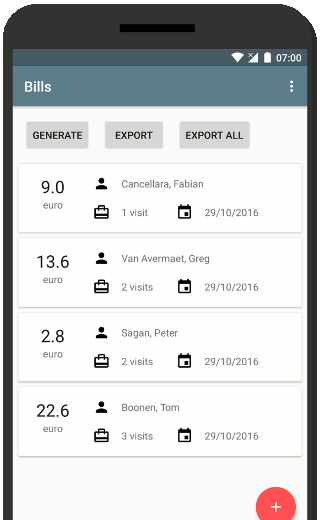 07:00
Bills
GENERATE EXPORT EXPORT ALL
9.0 Cancellara, Fabian
euro 1 visit 29/10/2016
13.6 Van Avermaet, Greg
euro 2 visits 29/10/2016
2.8 Sagan, Peter
euro 2 visits 29/10/2016
22.6 Boonen, Tom
euro 3 visits 29/10/2016
+